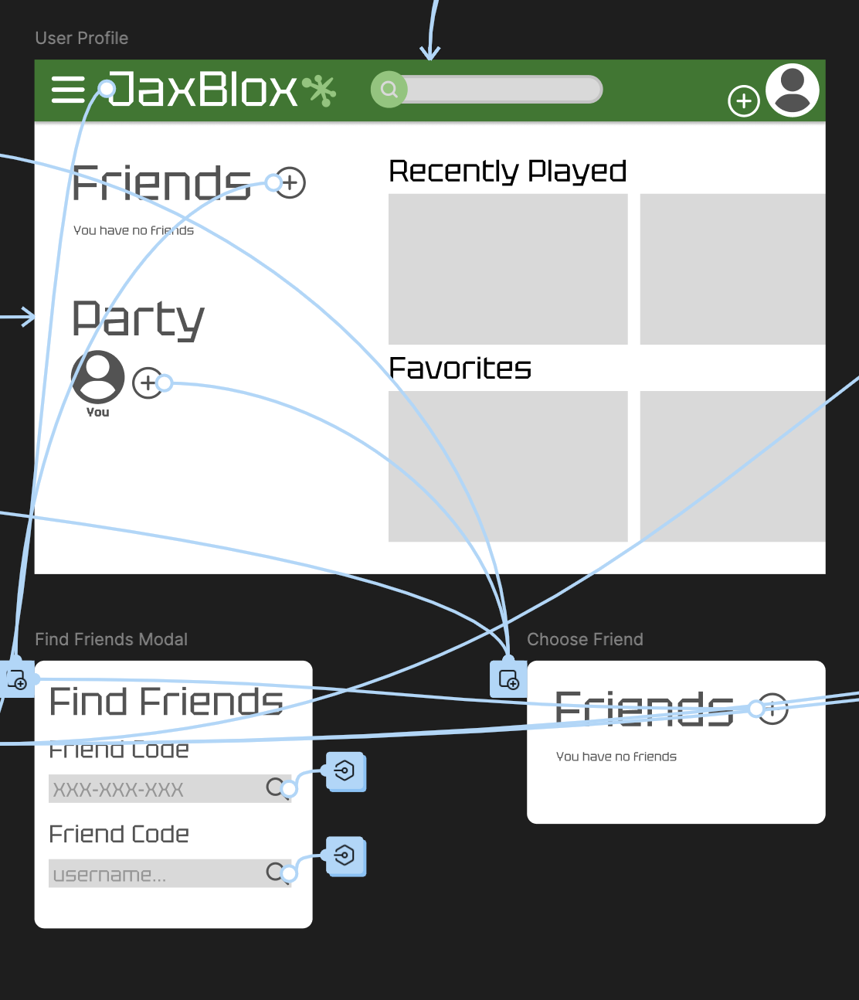 User Profile
JaxBlox
Friends
You have no friends
Party
You
Recently Played
Favorites
Find Friends Modal
Find Friends
Friend Code
XXX-XXX-XXX
Friend Code
username...
Choose Friend
Friends
You have no friends